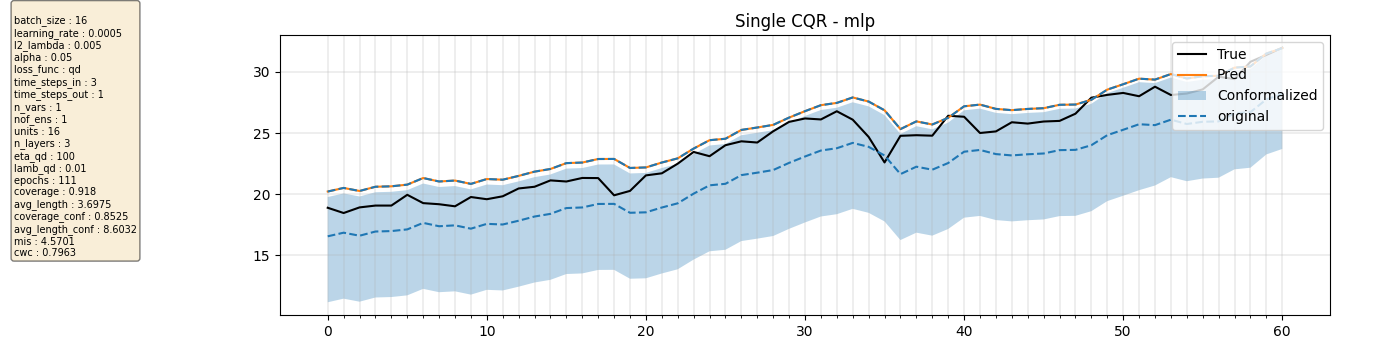 Single CQR - mlp
batch_size : 16
learning_rate : 0.0005
l2_lambda : 0.005
alpha : 0.05
loss_func : qd
time_steps_in : 3
time_steps_out : 1
n_vars : 1
nof_ens : 1
units : 16
n_layers : 3
eta_qd : 100
lamb_qd : 0.01
epochs : 111
coverage : 0.918
avg_length : 3.6975
coverage_conf : 0.8525
avg_length_conf : 8.6032
mis : 4.5701
cwc : 0.7963
30
25
20
15
True
Pred
Conformalized
original
0 10 20 30 40 50 60